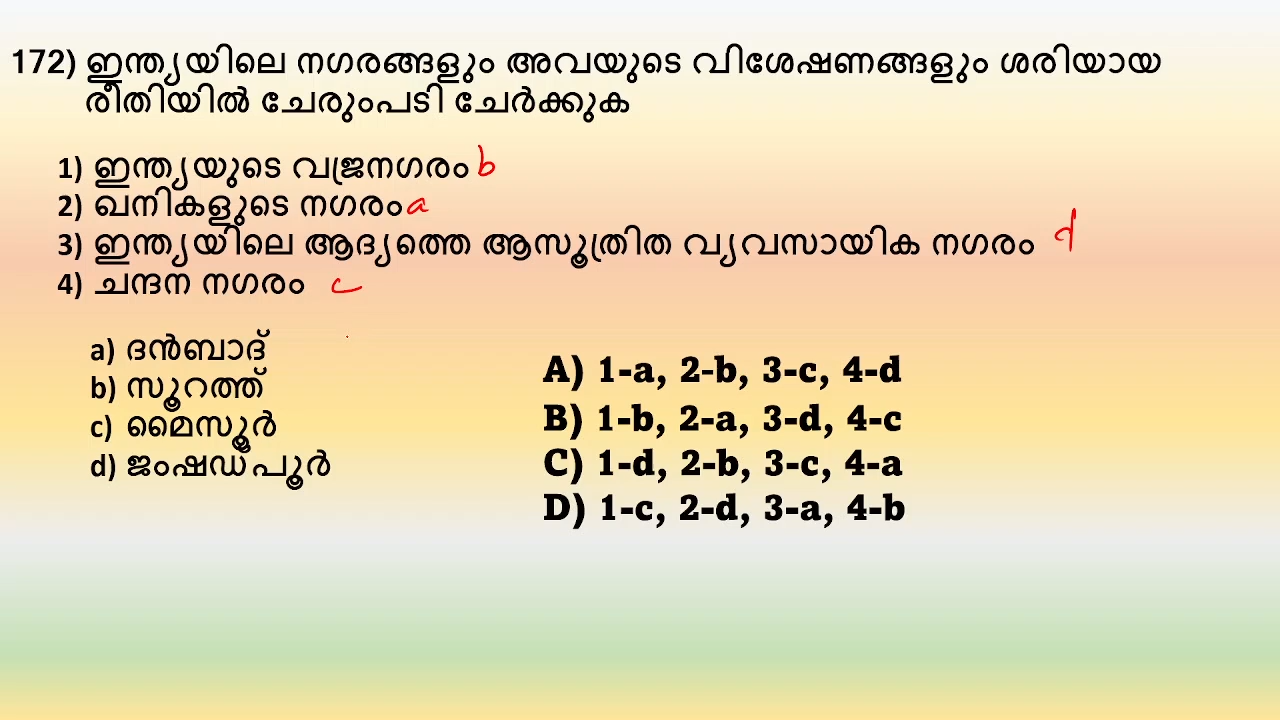 172) ഇന്ത്യയിലെ നഗരങ്ങളും അവയുടെ വിശേഷണങ്ങളും ശരിയായ
രീതിയിൽ ചേരുംപടി ചേർക്കുക
1) ഇന്ത്യയുടെ വജ്രനഗരം b
2) ഖനികളുടെ നഗരം a
3) ഇന്ത്യയിലെ ആദ്യത്തെ ആസൂത്രിത വ്യവസായിക നഗരം d
4) ചന്ദന നഗരം c
a) ദൻബാദ്
b) സൂറത്ത്
c) മൈസൂർ
d) ജംഷഡ്പൂർ
A) 1-a, 2-b, 3-c, 4-d
B) 1-b, 2-a, 3-d, 4-c
C) 1-d, 2-b, 3-c, 4-a
D) 1-c, 2-d, 3-a, 4-b